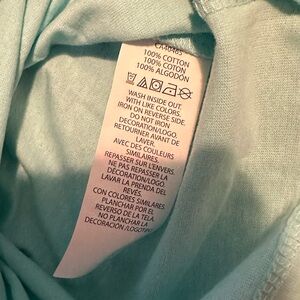 CA40485
100% COTTON
100% COTON
100% ALGODÓN
WASH INSIDE OUT
WITH LIKE COLORS.
IRON ON REVERSE SIDE.
DO NOT IRON
DECORATION/LOGO.
RETOURNER AVANT DE
LAVER.
AVEC DES COULEURS
SIMILAIRES.
REPASSER SUR L'ENVERS.
NE PAS REPASSER LA
DÉCORATION/LOGO.
LAVAR LA PRENDA DEL
REVÉS
CON COLORES SIMILARES.
PLANCHAR POR EL
REVERSO DE LA TELA
NO PLANCHAR LA
DECORACIÓN/LOGOTIPO